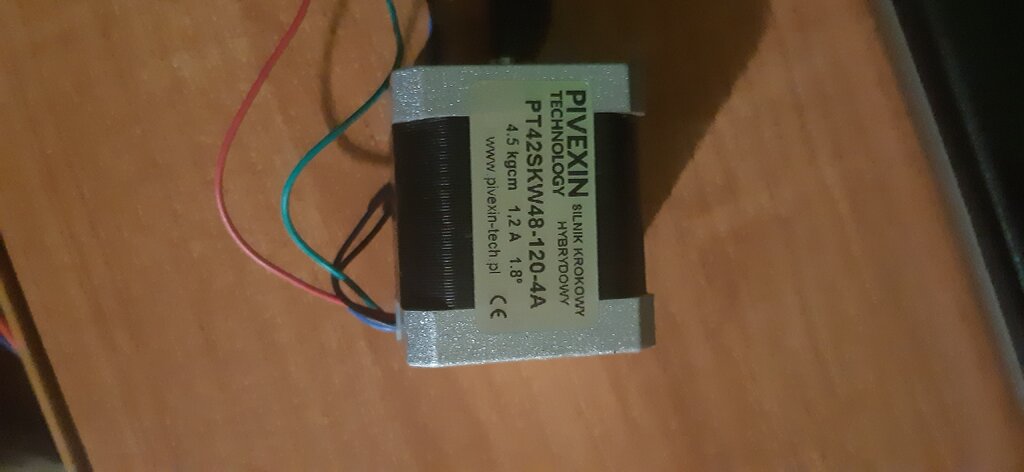 PIVEXIN
TECHNOLOGY
SILNIK KROKOWY
HYBRYDOWY
PT42SKW48-120-4A
4.5 kgcm 1.2 A 1.8°
www.pivexin-tech.pl CE